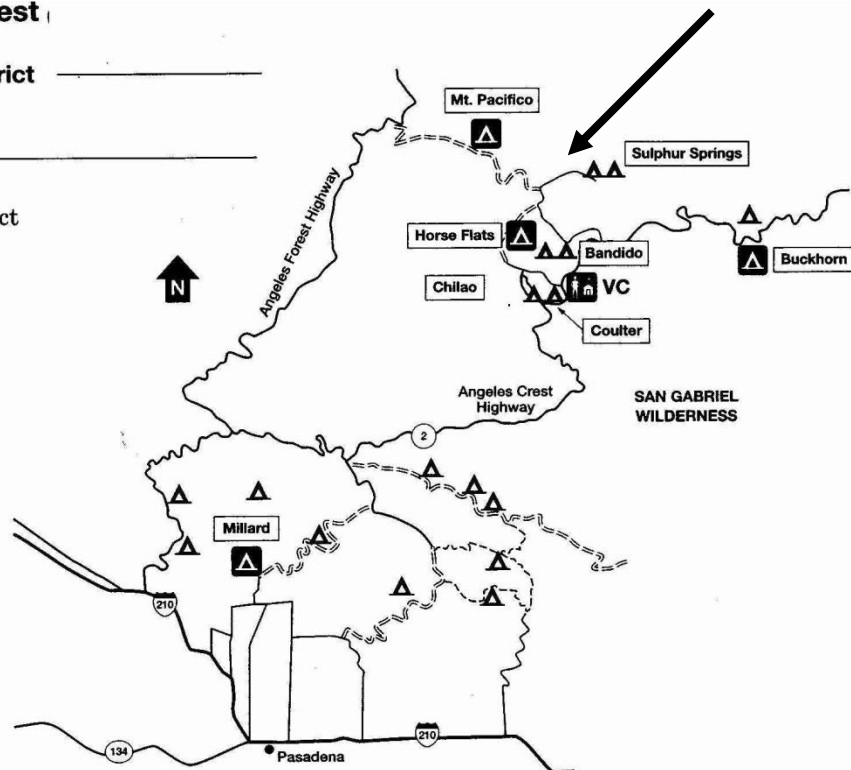 est
rict
ct
Mt. Pacifico
Sulphur Springs
Angeles Forest Highway
Horse Flats
Bandido
Buckhorn
N
Chilao
VC
Coulter
Angeles Crest
Highway
SAN GABRIEL
WILDERNESS
2
Millard
210
210
134
Pasadena